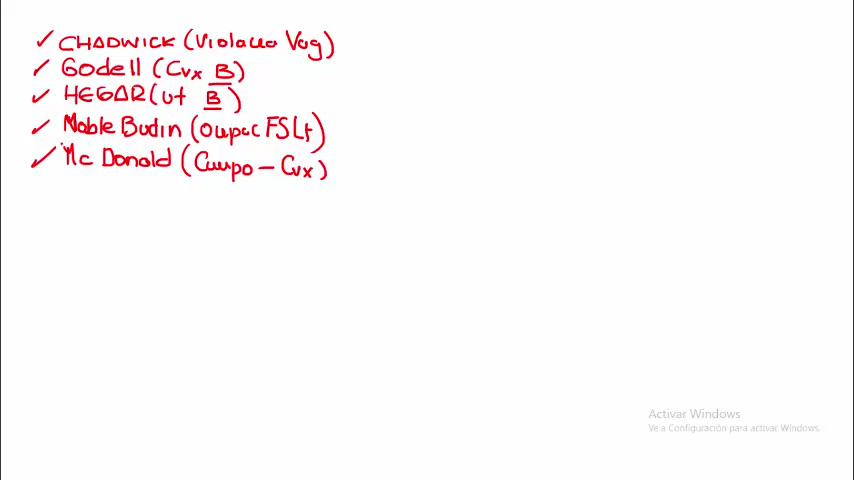 ✓ CHADWICK (Violacea Vag)
✓ Godell (Cvx B)
✓ HEGAR (ut B)
✓ Noble Budin (Ocupac FSLt)
✓ Mc Donald (Cuerpo - Cvx)
Activar Windows
Ve a Configuración para activar Windows.